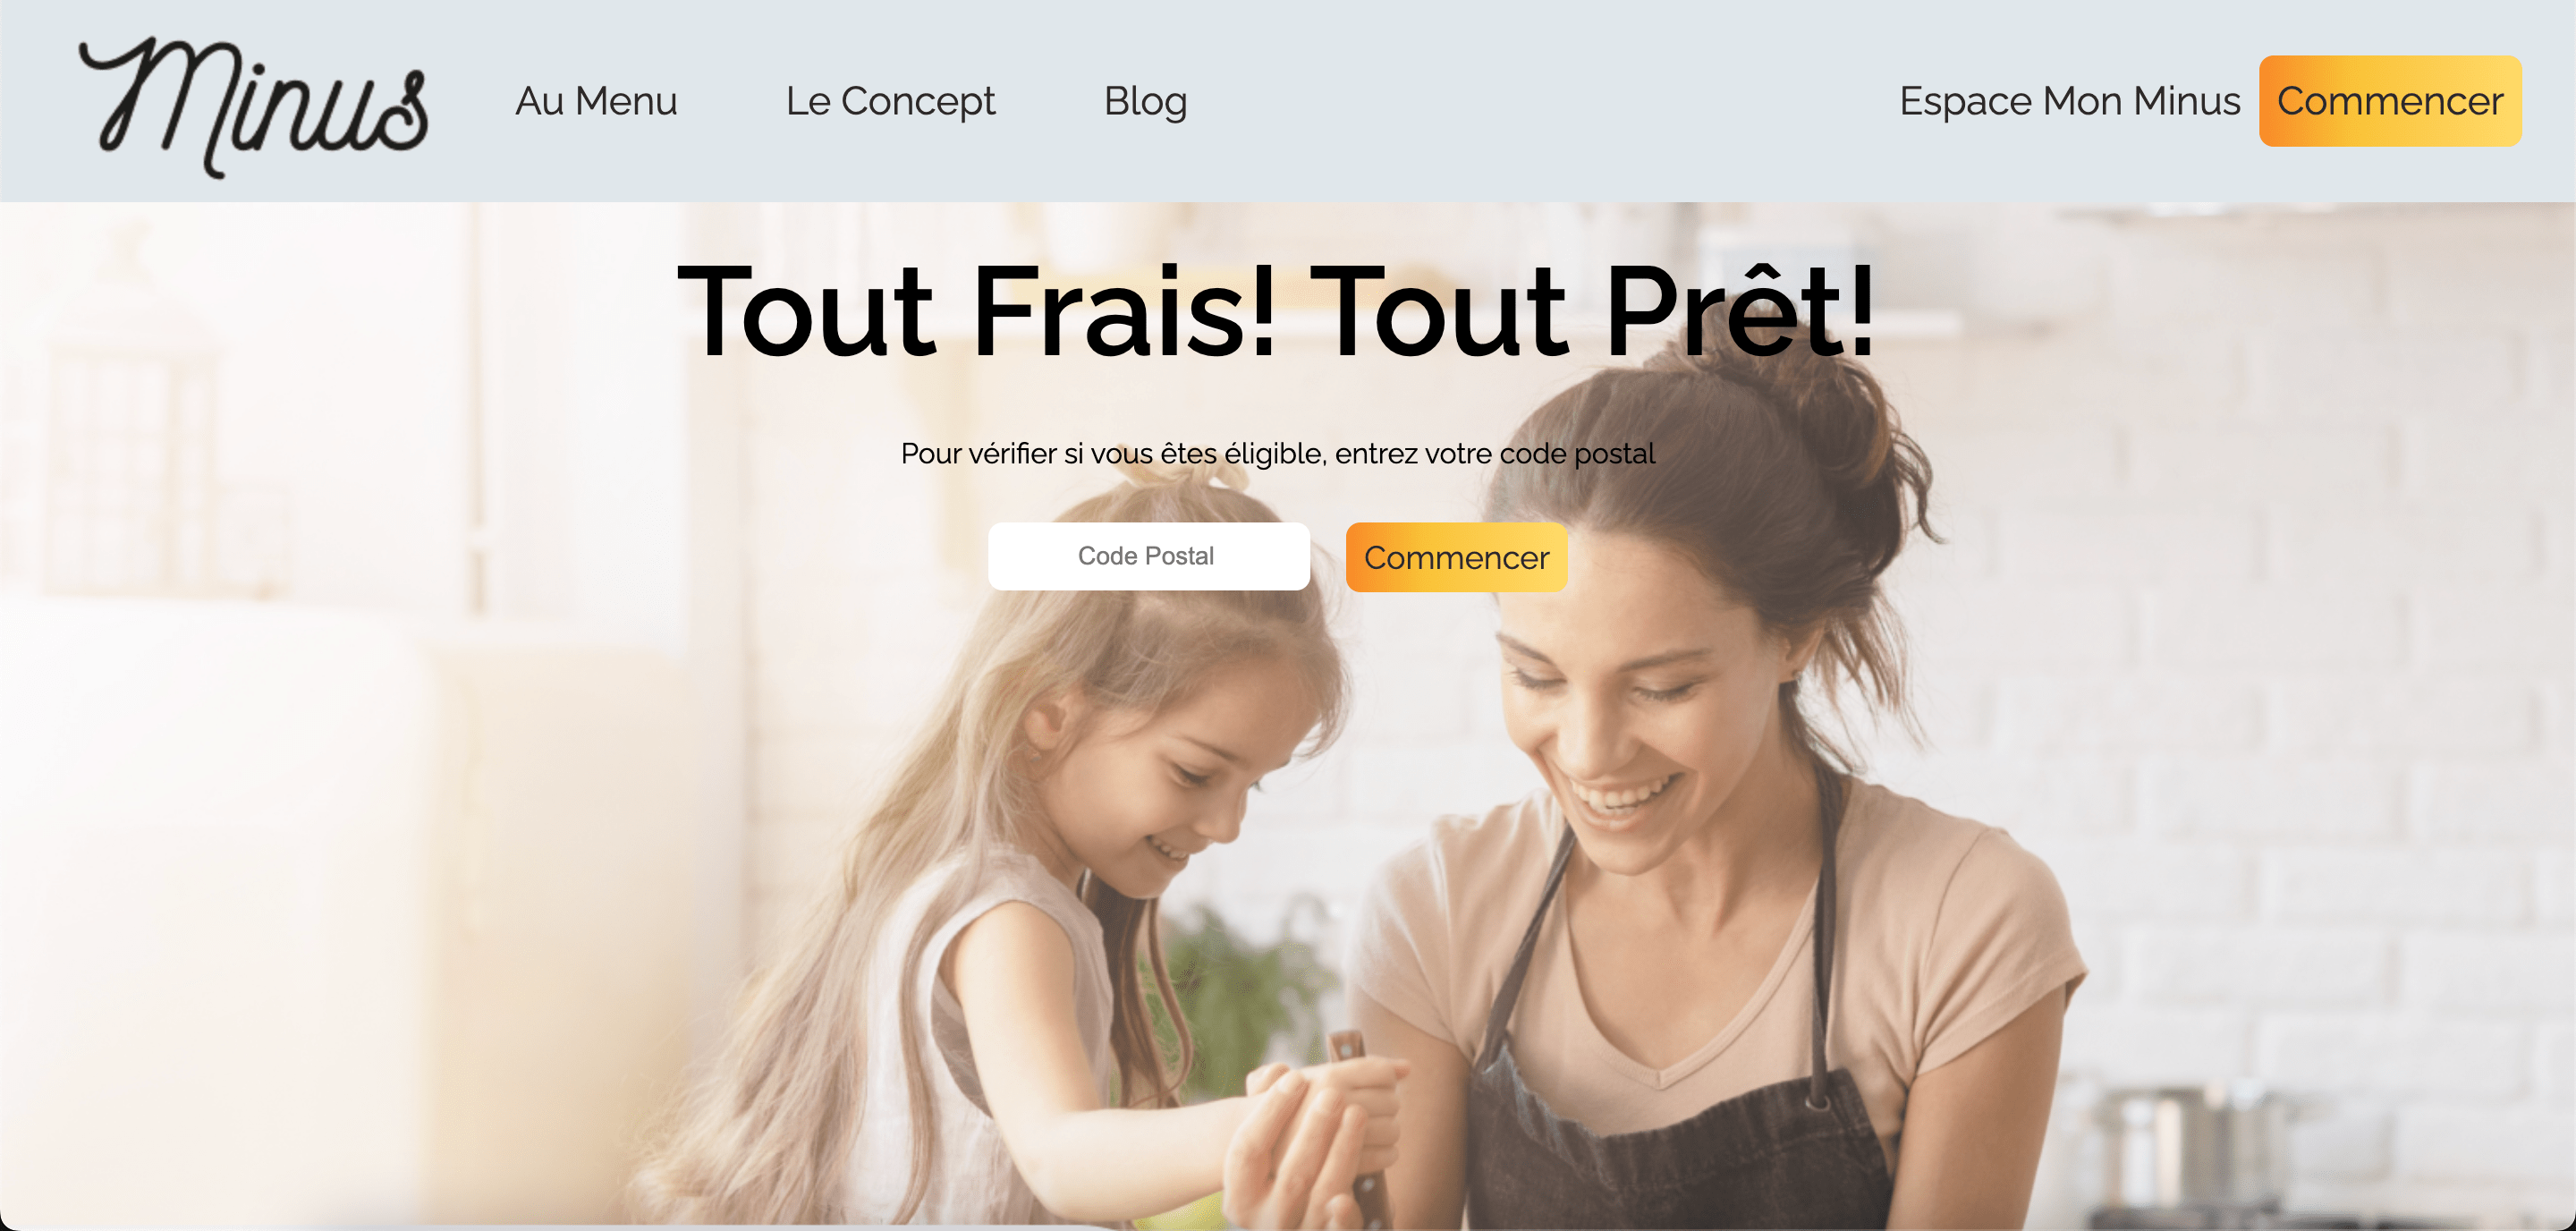 Minus
Au Menu
Le Concept
Blog
Espace Mon Minus
Commencer
Tout Frais! Tout Prêt!
Pour vérifier si vous êtes éligible, entrez votre code postal
Code Postal
Commencer